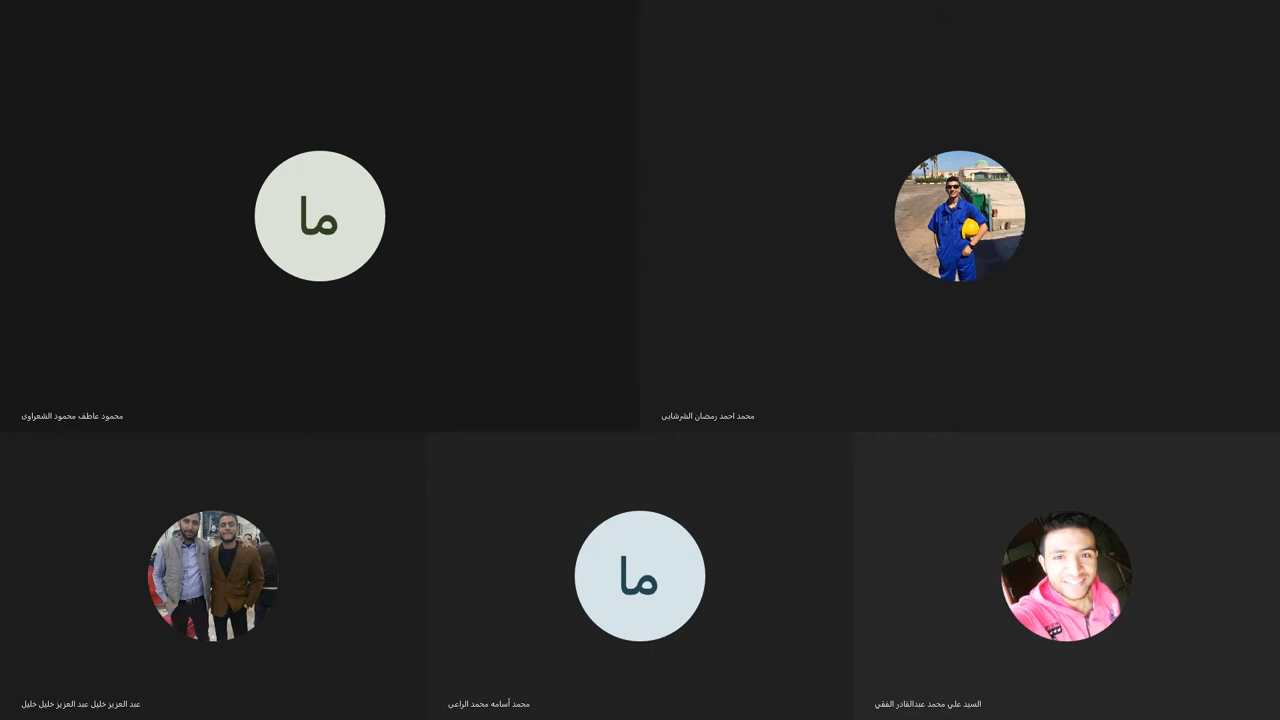 ما
محمود عاطف محمود الشعراوى
محمد احمد رمضان الشرشابى
عبد العزيز خليل عبد العزيز خليل خليل
ما
محمد أسامه محمد الراعى
السيد علي محمد عبدالقادر الفقي